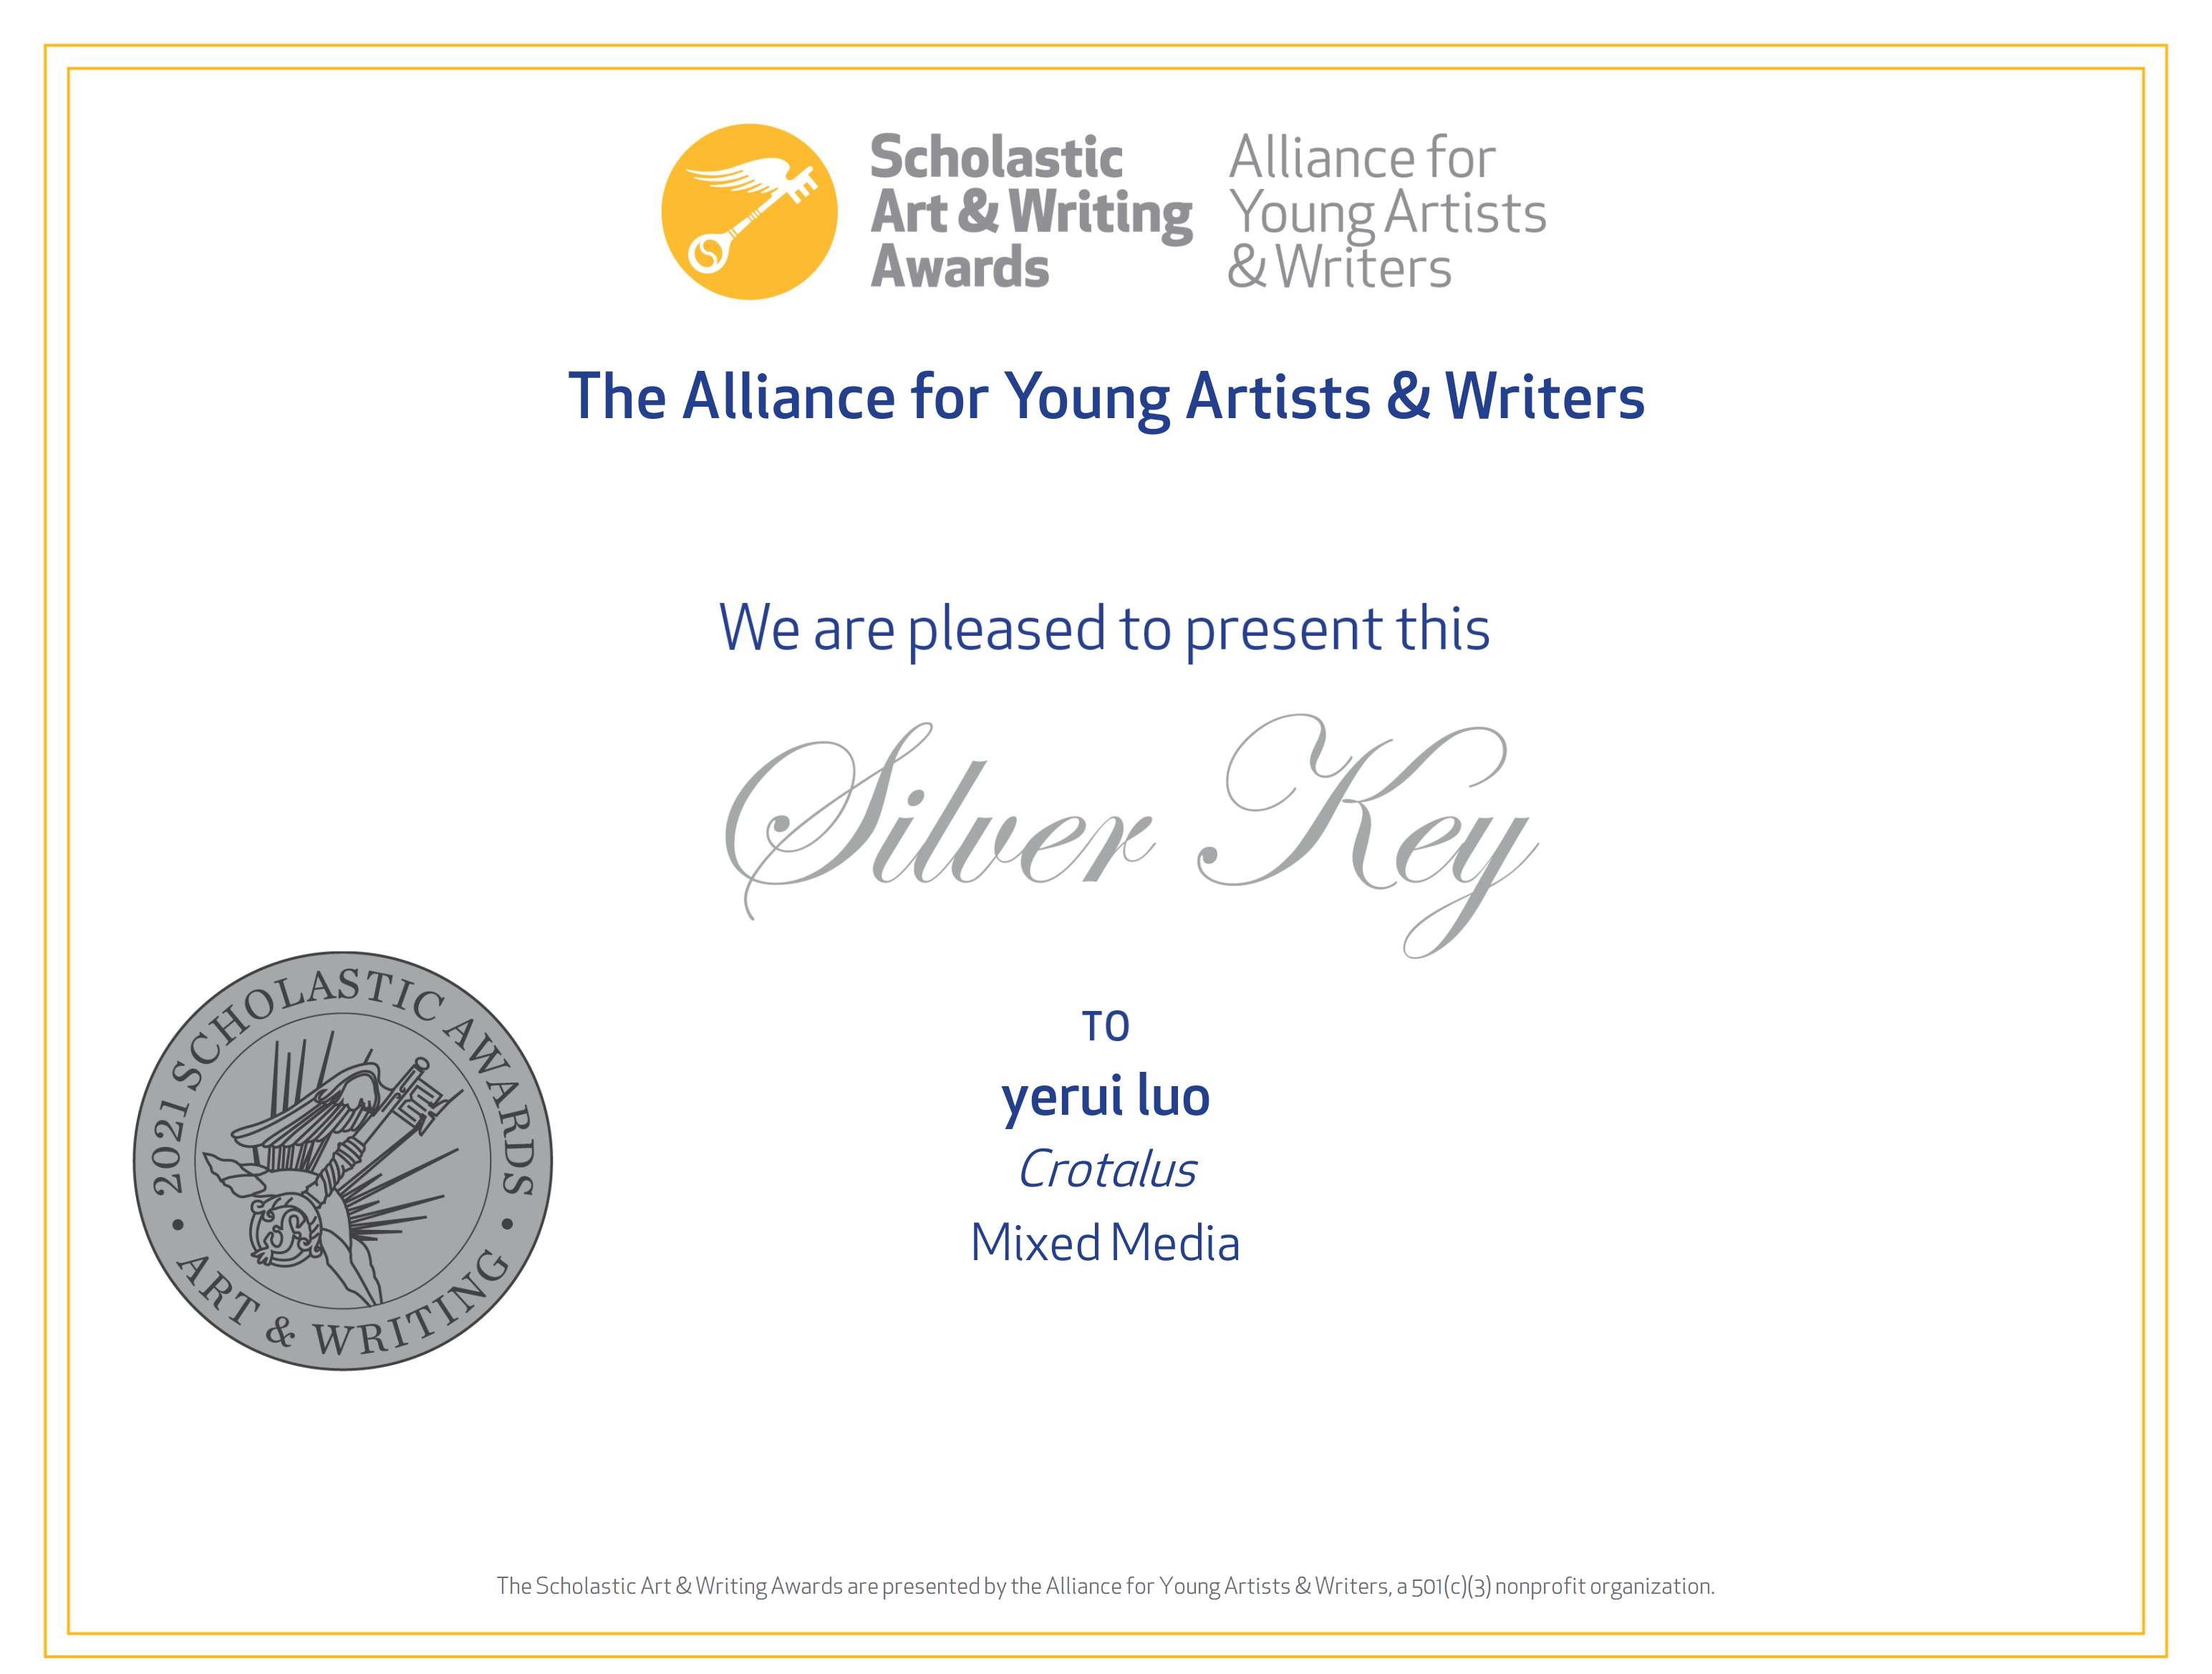 Scholastic
Art & Writing
Awards
Alliance for
Young Artists
& Writers
The Alliance for Young Artists & Writers
We are pleased to present this
Silver Key
TO
yerui luo
Crotalus
Mixed Media
2021 SCHOLASTIC AWARDS
• ART & WRITING •
S
The Scholastic Art & Writing Awards are presented by the Alliance for Young Artists & Writers, a 501(c)(3) nonprofit organization.